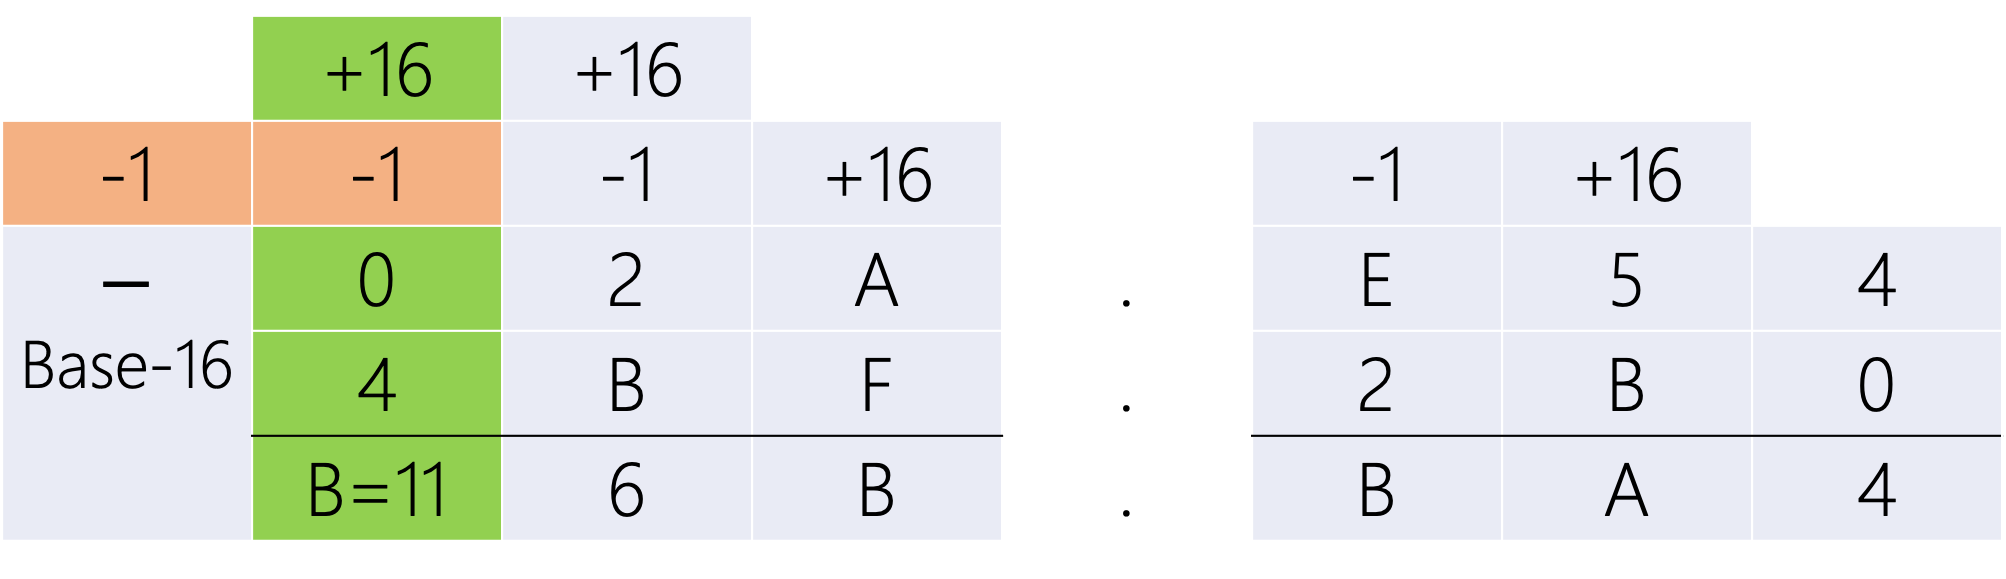 +16 +16
-1 -1 -1 +16 -1 +16
– 0 2 A . E 5 4
Base-16 4 B F . 2 B 0
B=11 6 B . B A 4